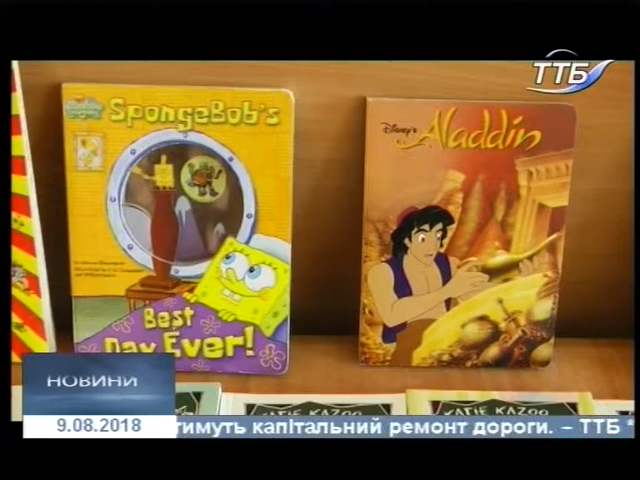 ТТБ
SpongeBob's
Best
Day Ever!
Disney's
Aladdin
KATIE KAZOO
KATIE KAZOO
НОВИНИ
9.08.2018
тимуть капітальний ремонт дороги. – ТТБ *